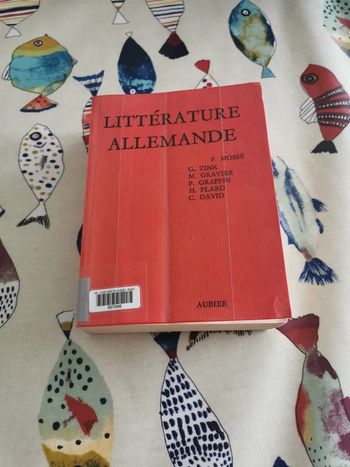 LITTÉRATURE
ALLEMANDE
F. MOSSÉ
G. ZINK
M. GRAVIER
P. GRAPPIN
H. PLARD
C. DAVID
AUBIER